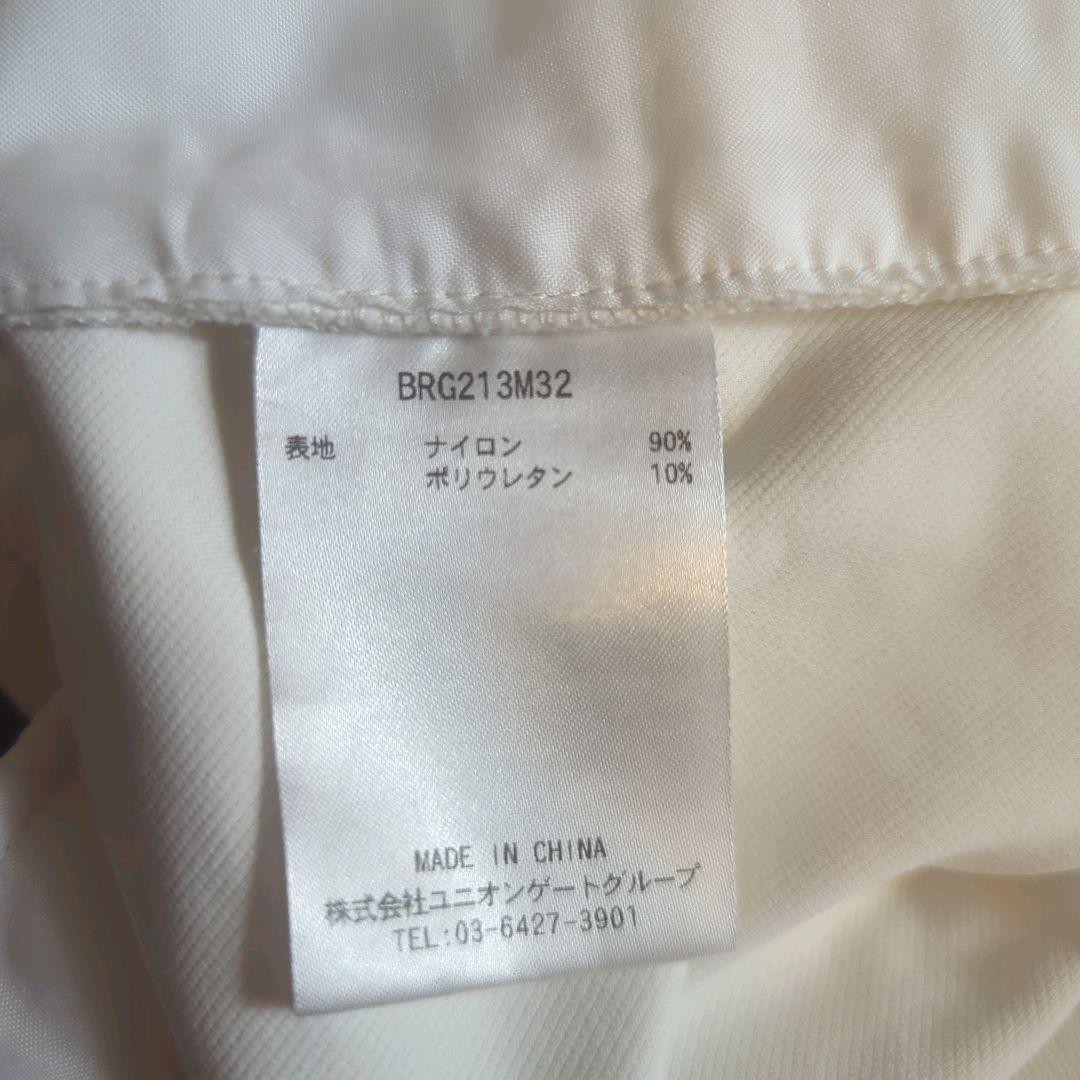 BRG213M32
表地 ナイロン 90%
ポリウレタン 10%
MADE IN CHINA
株式会社ユニオンゲートグループ
TEL:03-6427-3901